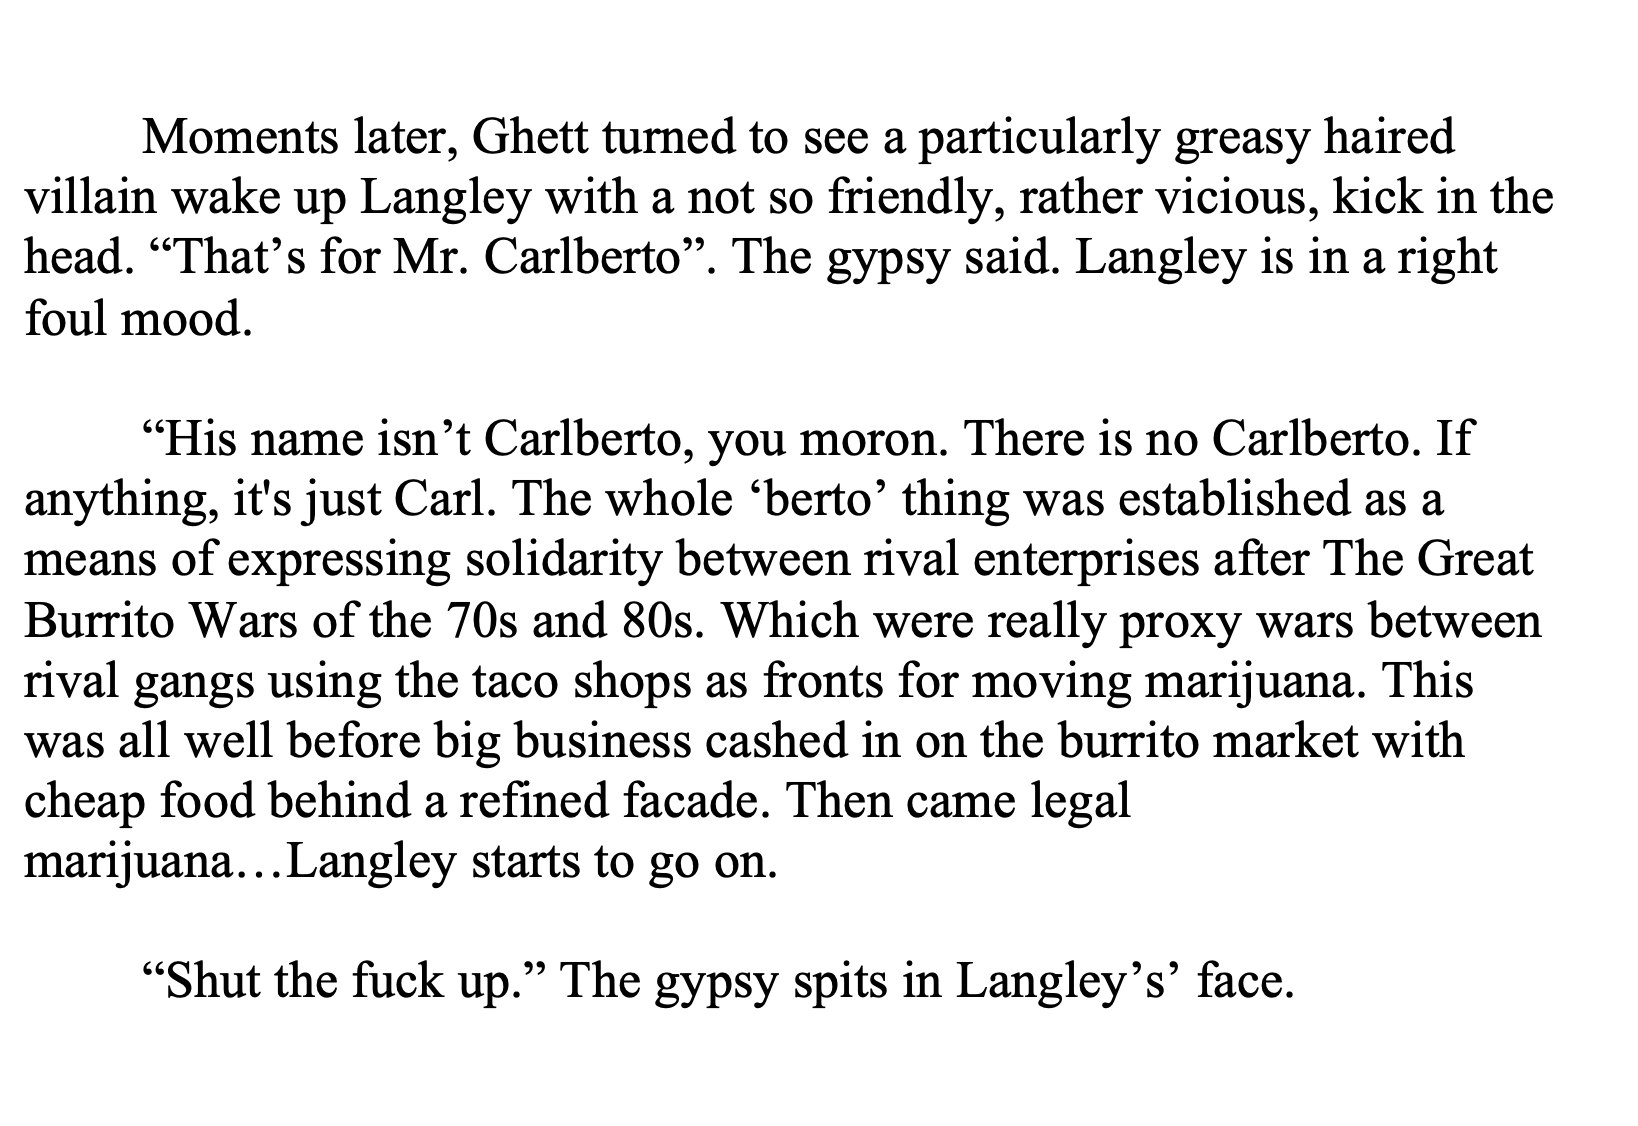 Moments later, Ghett turned to see a particularly greasy haired
villain wake up Langley with a not so friendly, rather vicious, kick in the
head. “That’s for Mr. Carlberto”. The gypsy said. Langley is in a right
foul mood.
“His name isn’t Carlberto, you moron. There is no Carlberto. If
anything, it's just Carl. The whole ‘berto’ thing was established as a
means of expressing solidarity between rival enterprises after The Great
Burrito Wars of the 70s and 80s. Which were really proxy wars between
rival gangs using the taco shops as fronts for moving marijuana. This
was all well before big business cashed in on the burrito market with
cheap food behind a refined facade. Then came legal
marijuana…Langley starts to go on.
“Shut the fuck up.” The gypsy spits in Langley’s’ face.